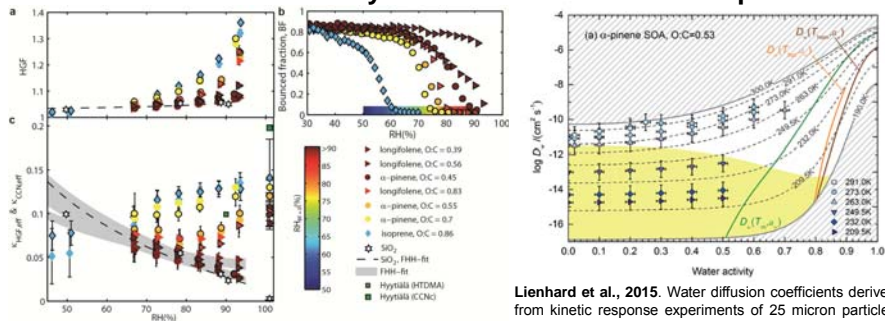 a
HGF
1.4
1.3
1.2
1.1
1
b
Bounced fraction, BF
1
0.8
0.6
0.4
0.2
0
30 40 50 60 70 80 90 100
RH(%)
c
κHGF,eff & κCCN,eff
0.2
0.15
0.1
0.05
0
50 60 70 80 90 100
RH(%)
>90
80
70
60
50
longifolene, O:C = 0.39
longifolene, O:C = 0.56
α-pinene, O:C = 0.45
longifolene, O:C = 0.83
α-pinene, O:C = 0.55
α-pinene, O:C = 0.7
isoprene, O:C = 0.86
SiO2
SiO2, FHH-fit
FHH-fit
Hyytiälä (HTDMA)
Hyytiälä (CCNc)
(a) α-pinene SOA, O:C=0.53
log Dw /(cm² s⁻¹)
-4
-6
-8
-10
-12
-14
-16
300.0K
291.0K
273.0K
263.0K
249.5K
232.0K
209.5K
190.0K
291.0K
273.0K
263.0K
249.5K
232.0K
209.5K
0.0 0.1 0.2 0.3 0.4 0.5 0.6 0.7 0.8 0.9 1.0
Water activity
Lienhard et al., 2015. Water diffusion coefficients derive
from kinetic response experiments of 25 micron particle